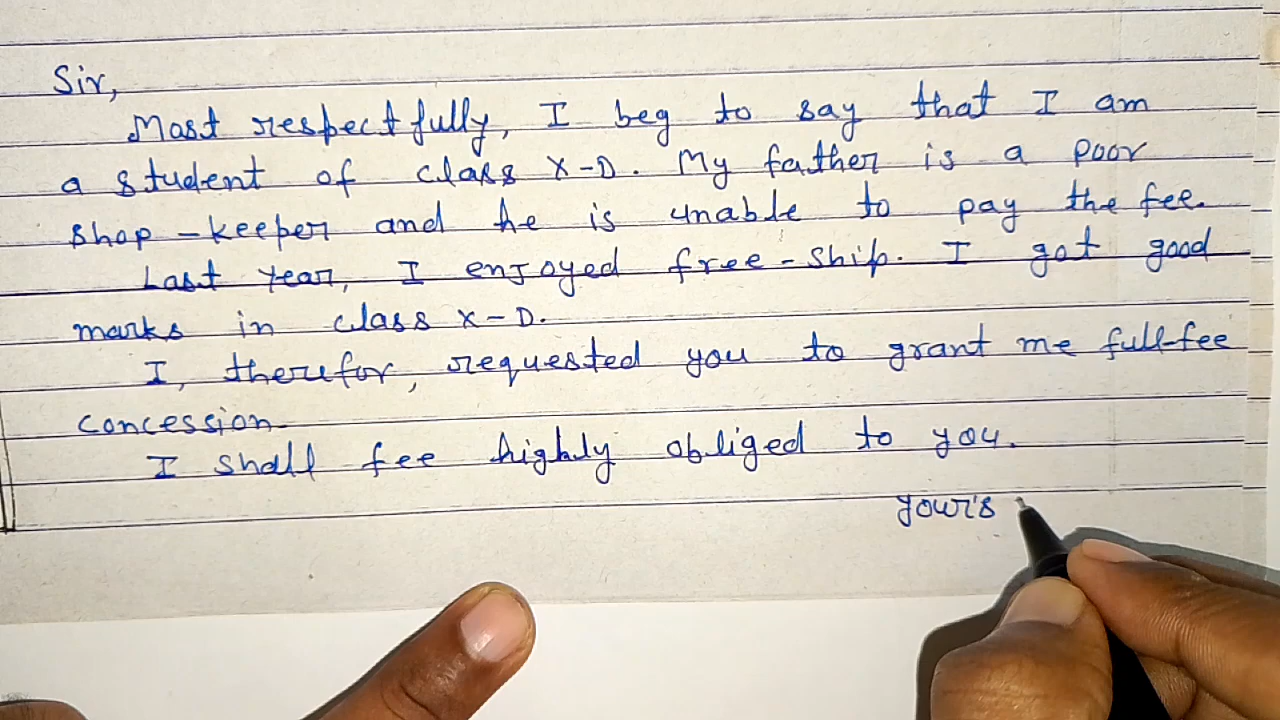 Sir,
Most respectfully, I beg to say that I am
a student of class X-D. My father is a poor
shop-keeper and he is unable to pay the fee.
Last year, I enjoyed free-ship. I got good
marks in class X-D.
I, therefor, requested you to grant me full-fee
concession.
I shall fee highly obliged to you.
Your's